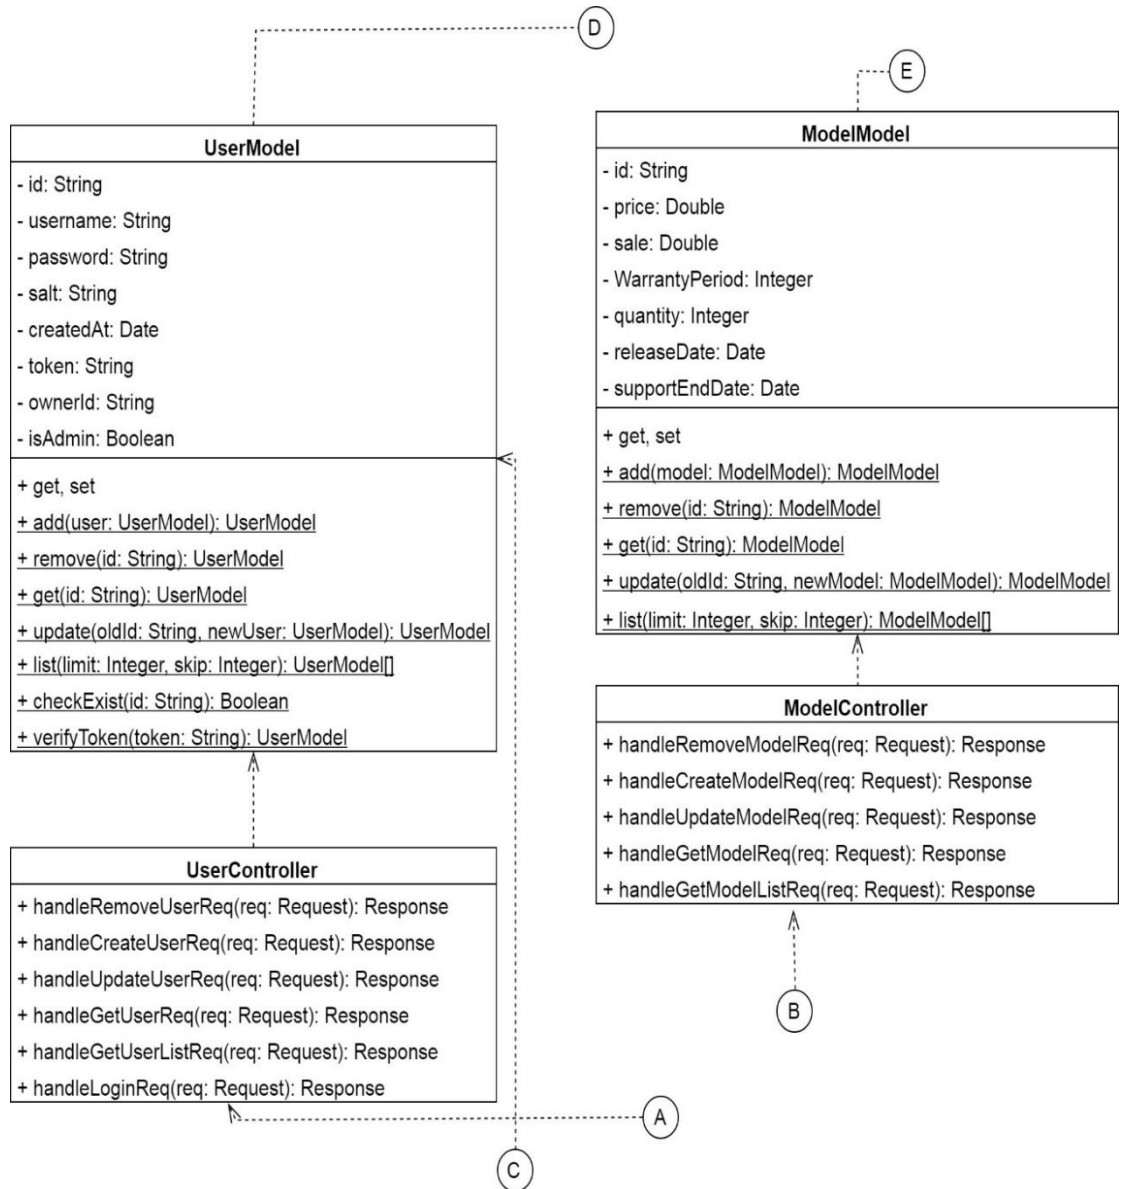 D
E
UserModel
- id: String
- username: String
- password: String
- salt: String
- createdAt: Date
- token: String
- ownerId: String
- isAdmin: Boolean
+ get, set
+ add(user: UserModel): UserModel
+ remove(id: String): UserModel
+ get(id: String): UserModel
+ update(oldId: String, newUser: UserModel): UserModel
+ list(limit: Integer, skip: Integer): UserModel[]
+ checkExist(id: String): Boolean
+ verifyToken(token: String): UserModel
ModelModel
- id: String
- price: Double
- sale: Double
- WarrantyPeriod: Integer
- quantity: Integer
- releaseDate: Date
- supportEndDate: Date
+ get, set
+ add(model: ModelModel): ModelModel
+ remove(id: String): ModelModel
+ get(id: String): ModelModel
+ update(oldId: String, newModel: ModelModel): ModelModel
+ list(limit: Integer, skip: Integer): ModelModel[]
UserController
+ handleRemoveUserReq(req: Request): Response
+ handleCreateUserReq(req: Request): Response
+ handleUpdateUserReq(req: Request): Response
+ handleGetUserReq(req: Request): Response
+ handleGetUserListReq(req: Request): Response
+ handleLoginReq(req: Request): Response
ModelController
+ handleRemoveModelReq(req: Request): Response
+ handleCreateModelReq(req: Request): Response
+ handleUpdateModelReq(req: Request): Response
+ handleGetModelReq(req: Request): Response
+ handleGetModelListReq(req: Request): Response
B
A
C